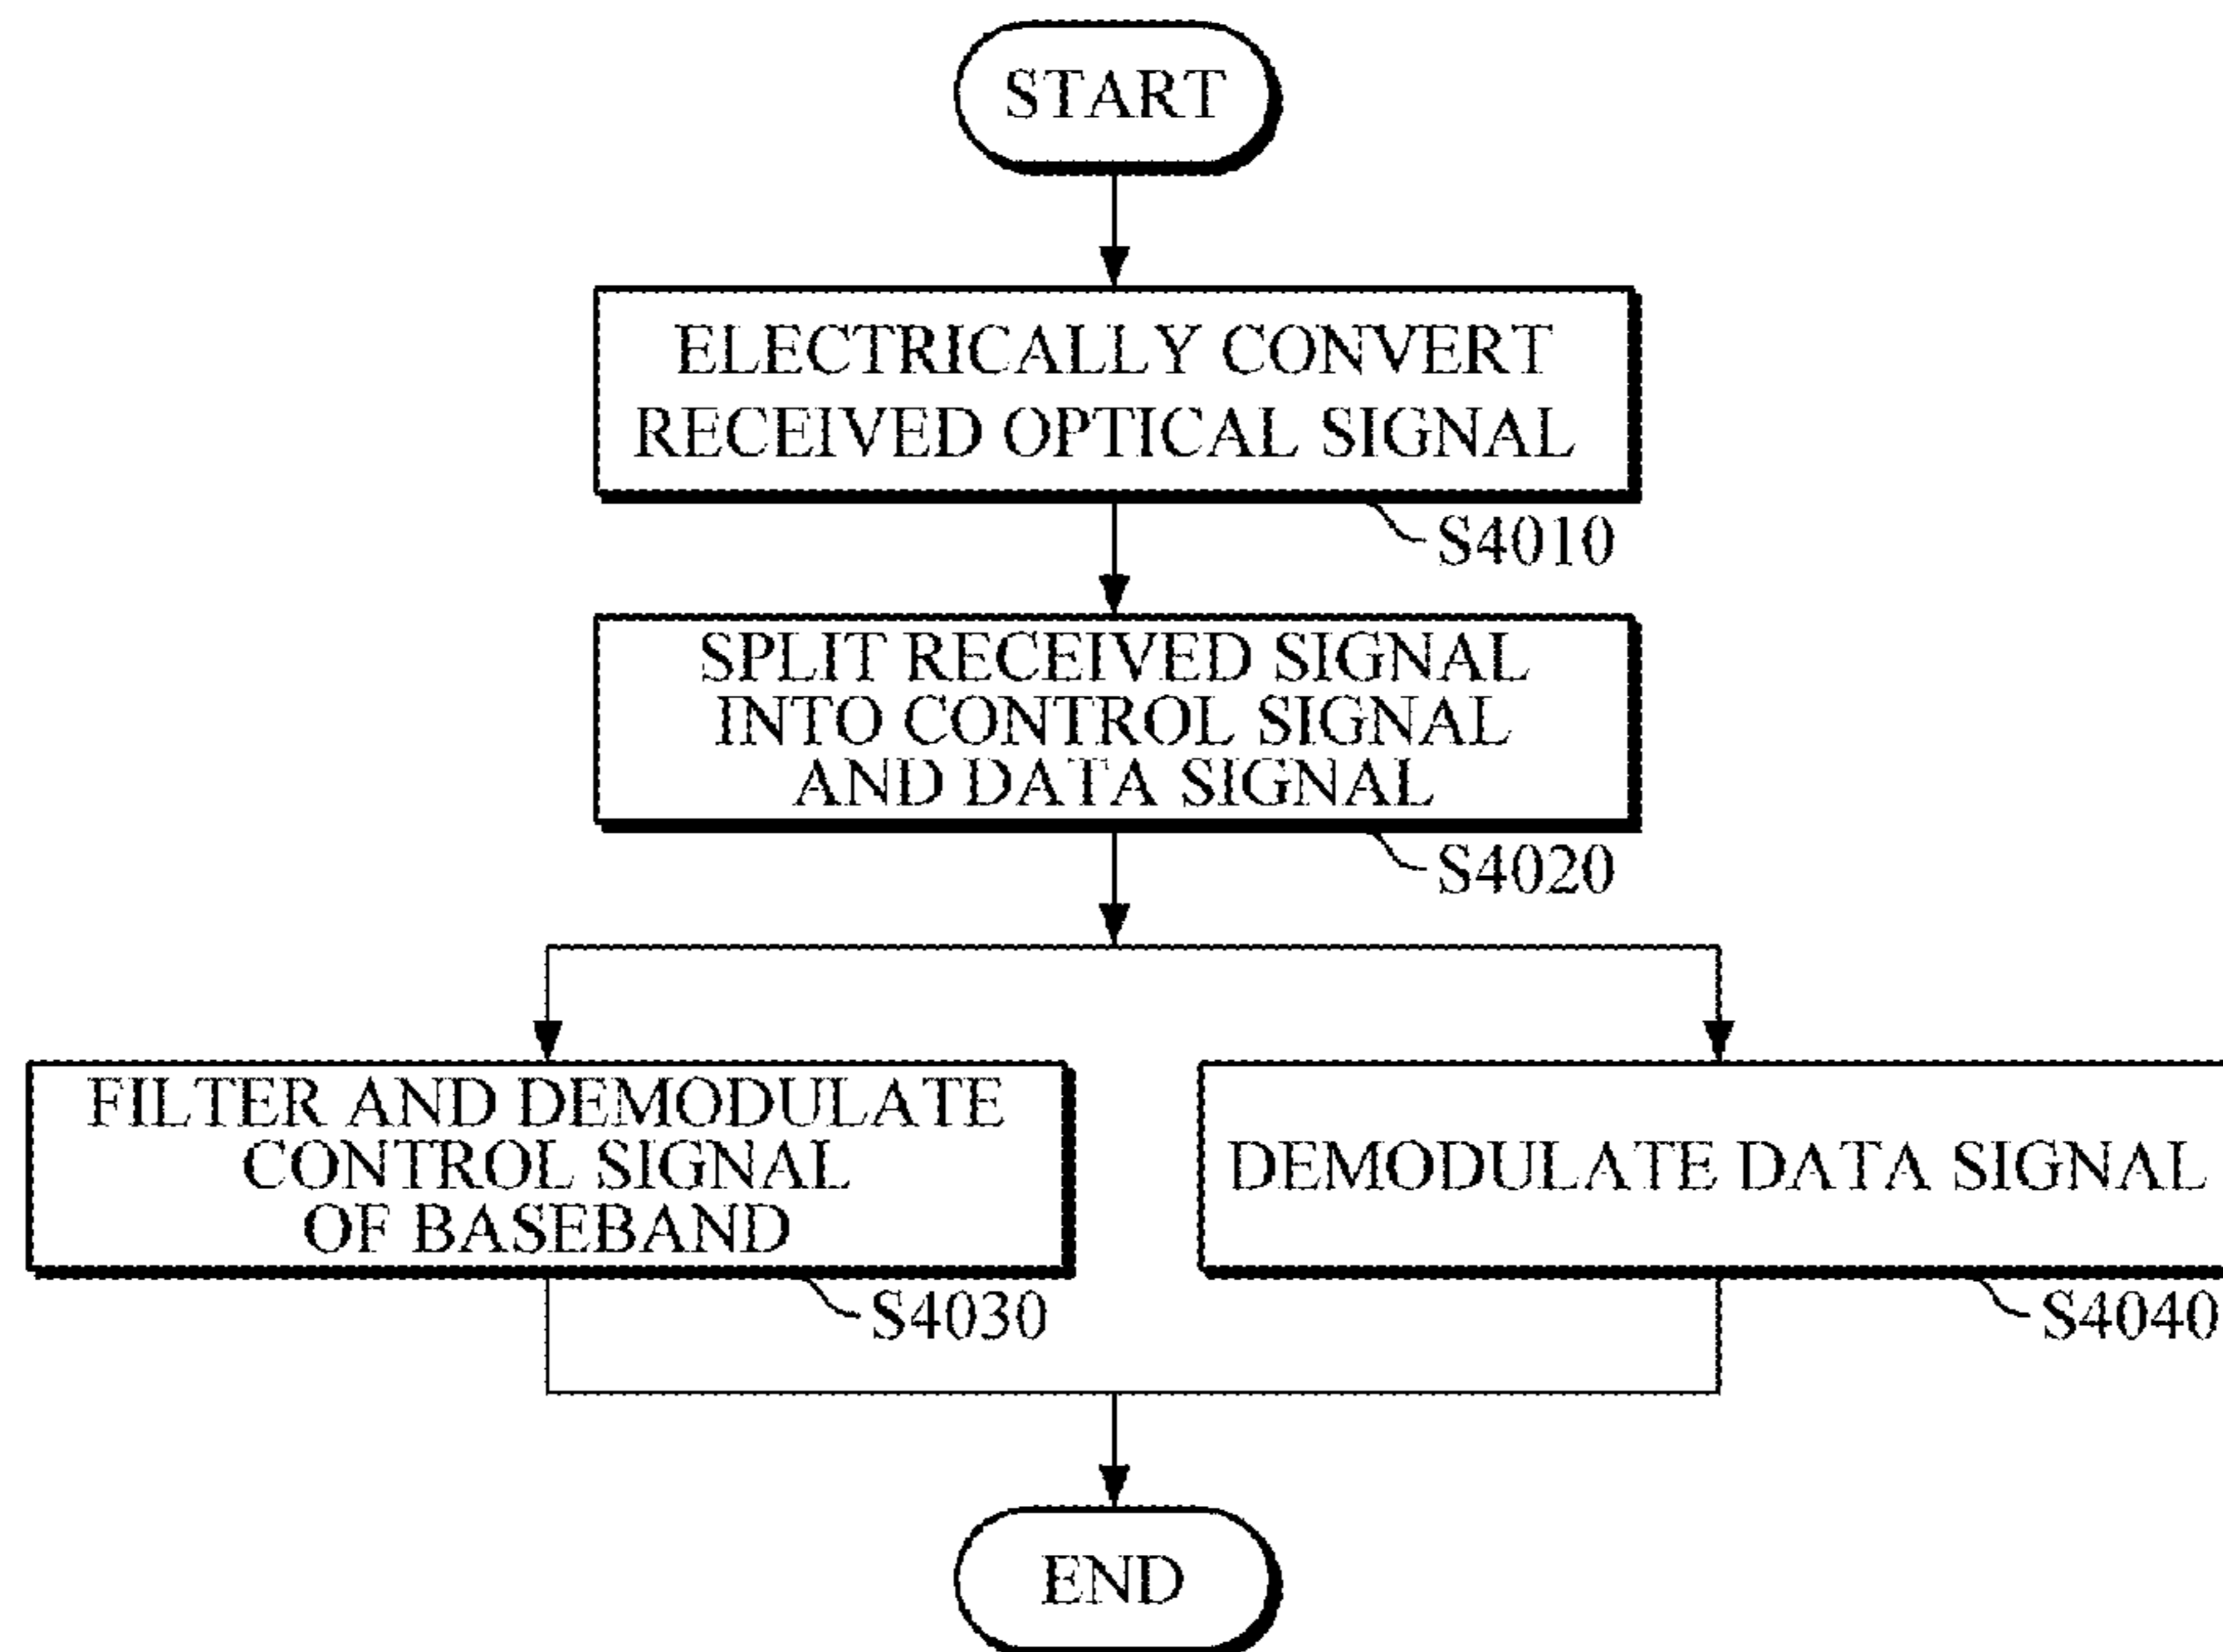 START
ELECTRICALLY CONVERT
RECEIVED OPTICAL SIGNAL
S4010
SPLIT RECEIVED SIGNAL
INTO CONTROL SIGNAL
AND DATA SIGNAL
S4020
FILTER AND DEMODULATE
CONTROL SIGNAL
OF BASEBAND
S4030
DEMODULATE DATA SIGNAL
S4040
END